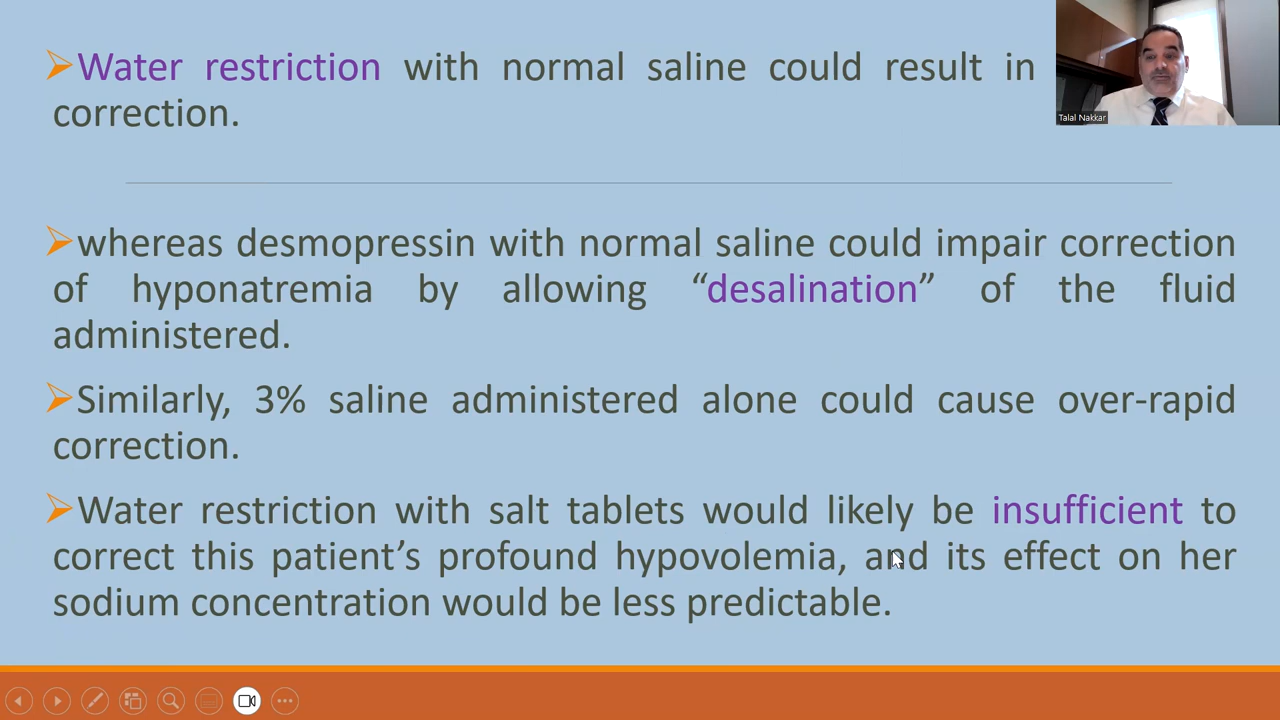 Water restriction with normal saline could result in
correction.
whereas desmopressin with normal saline could impair correction
of hyponatremia by allowing “desalination” of the fluid
administered.
Similarly, 3% saline administered alone could cause over-rapid
correction.
Water restriction with salt tablets would likely be insufficient to
correct this patient’s profound hypovolemia, and its effect on her
sodium concentration would be less predictable.
Talal Nakkar